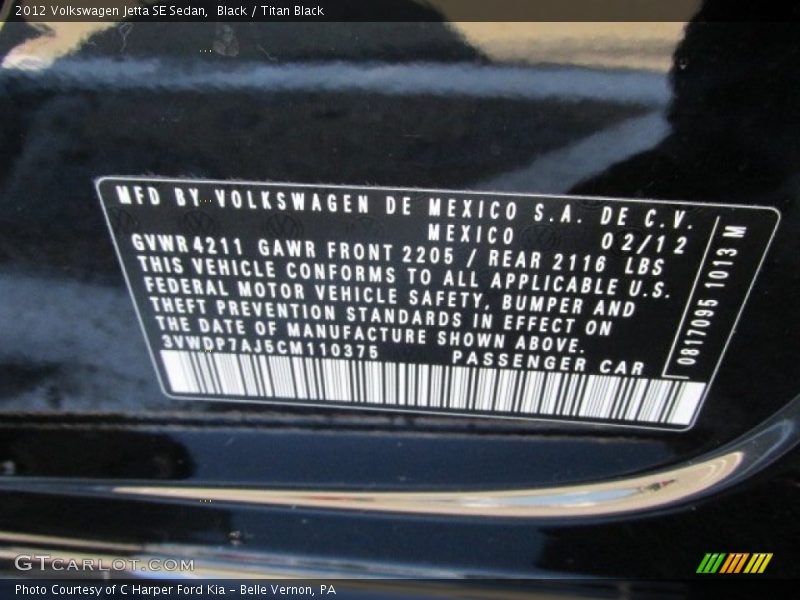 2012 Volkswagen Jetta SE Sedan,  Black / Titan Black
MFD BY VOLKSWAGEN DE MEXICO S.A. DE C.V.
MEXICO 02/12
GVWR 4211 GAWR FRONT 2205 / REAR 2116 LBS
THIS VEHICLE CONFORMS TO ALL APPLICABLE U.S.
FEDERAL MOTOR VEHICLE SAFETY, BUMPER AND
THEFT PREVENTION STANDARDS IN EFFECT ON
THE DATE OF MANUFACTURE SHOWN ABOVE.
3VWDP7AJ5CM110375 PASSENGER CAR
0817095 1013 M
GTCARLOT.COM
Photo Courtesy of C Harper Ford Kia – Belle Vernon, PA